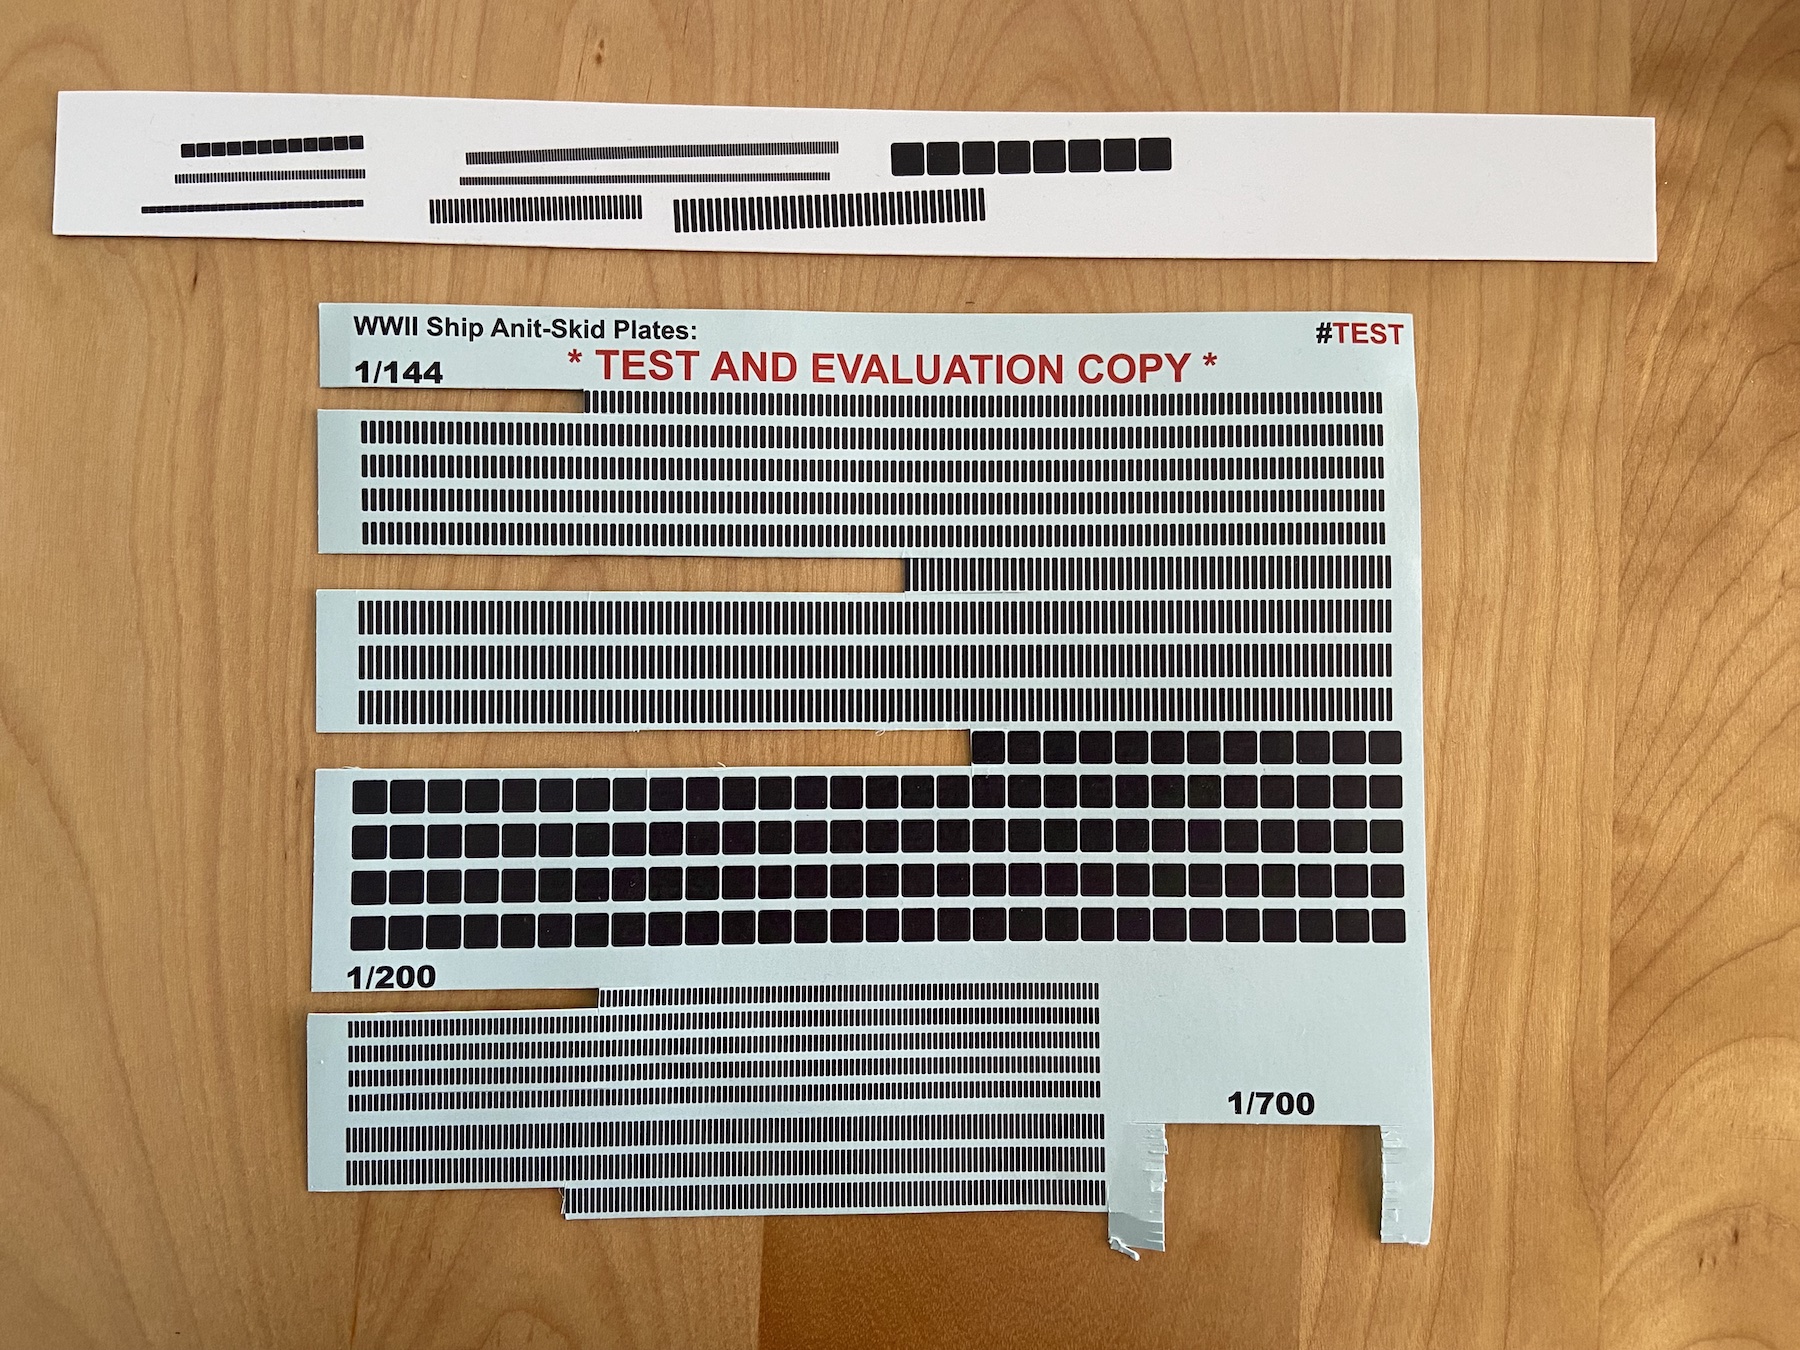 WWII Ship Anit-Skid Plates:
#TEST
* TEST AND EVALUATION COPY *
1/144
1/200
1/700